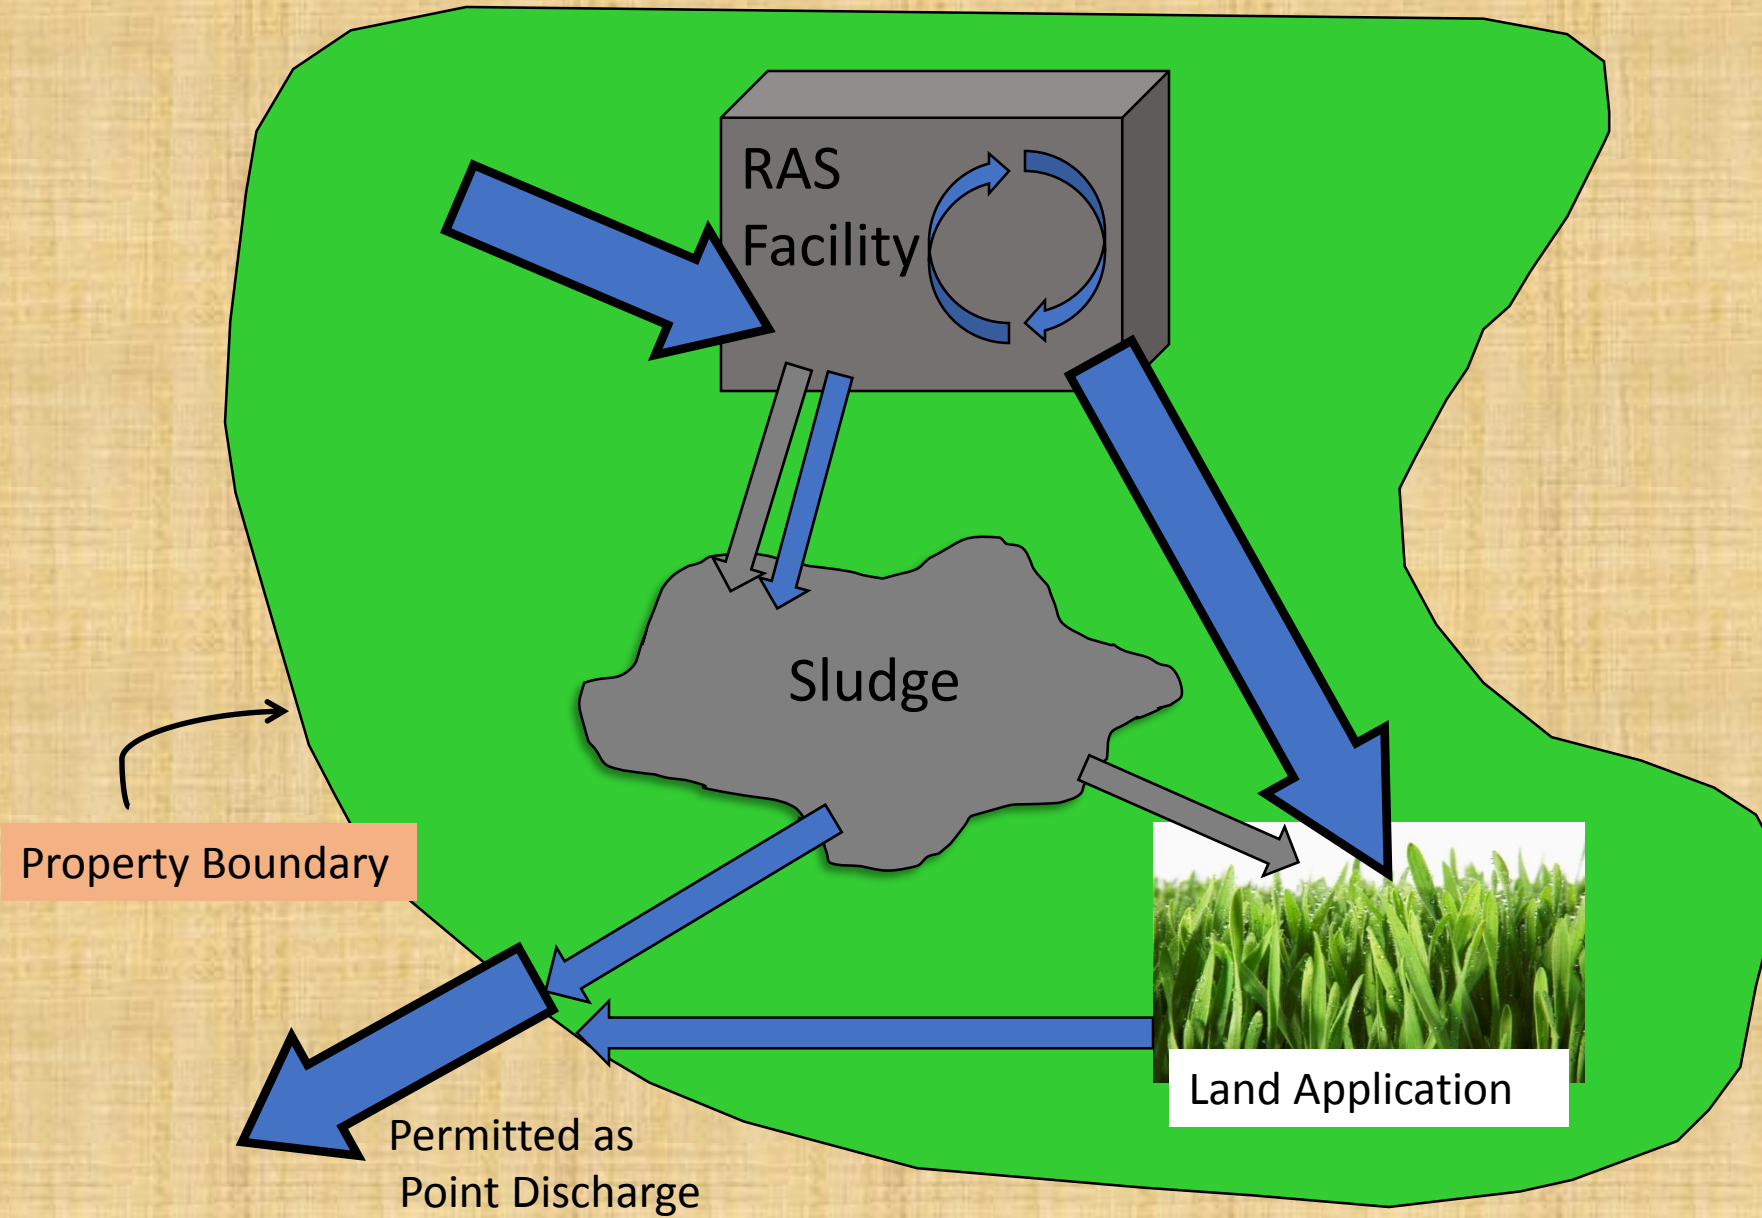 RAS
Facility
Sludge
Property Boundary
Land Application
Permitted as
Point Discharge